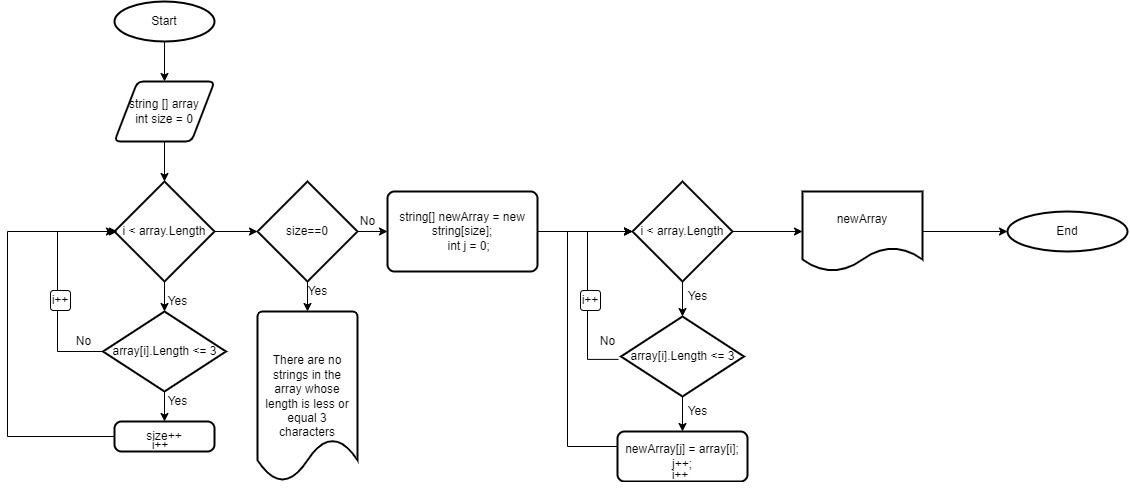 Start
string [] array
int size = 0
i < array.Length
Yes
array[i].Length <= 3
No
i++
Yes
size++
i++
size==0
No
Yes
There are no
strings in the
array whose
length is less or
equal 3
characters
string[] newArray = new
string[size];
int j = 0;
i < array.Length
Yes
array[i].Length <= 3
No
i++
Yes
newArray[j] = array[i];
j++;
i++
newArray
End